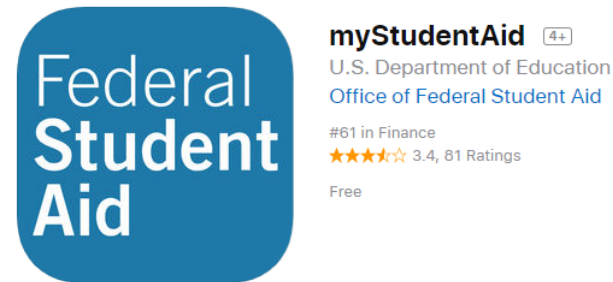 Federal
Student
Aid
myStudentAid 4+
U.S. Department of Education
Office of Federal Student Aid
#61 in Finance
3.4, 81 Ratings
Free